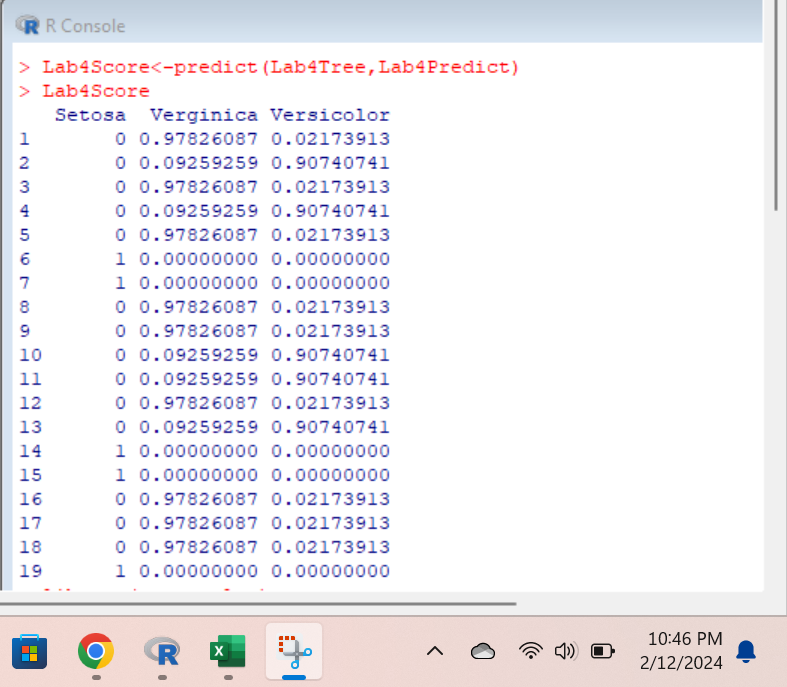 R Console
> Lab4Score<-predict(Lab4Tree,Lab4Predict)
> Lab4Score
Setosa Verginica Versicolor
1 0 0.97826087 0.02173913
2 0 0.09259259 0.90740741
3 0 0.97826087 0.02173913
4 0 0.09259259 0.90740741
5 0 0.97826087 0.02173913
6 1 0.00000000 0.00000000
7 1 0.00000000 0.00000000
8 0 0.97826087 0.02173913
9 0 0.97826087 0.02173913
10 0 0.09259259 0.90740741
11 0 0.09259259 0.90740741
12 0 0.97826087 0.02173913
13 0 0.09259259 0.90740741
14 1 0.00000000 0.00000000
15 1 0.00000000 0.00000000
16 0 0.97826087 0.02173913
17 0 0.97826087 0.02173913
18 0 0.97826087 0.02173913
19 1 0.00000000 0.00000000
10:46 PM
2/12/2024